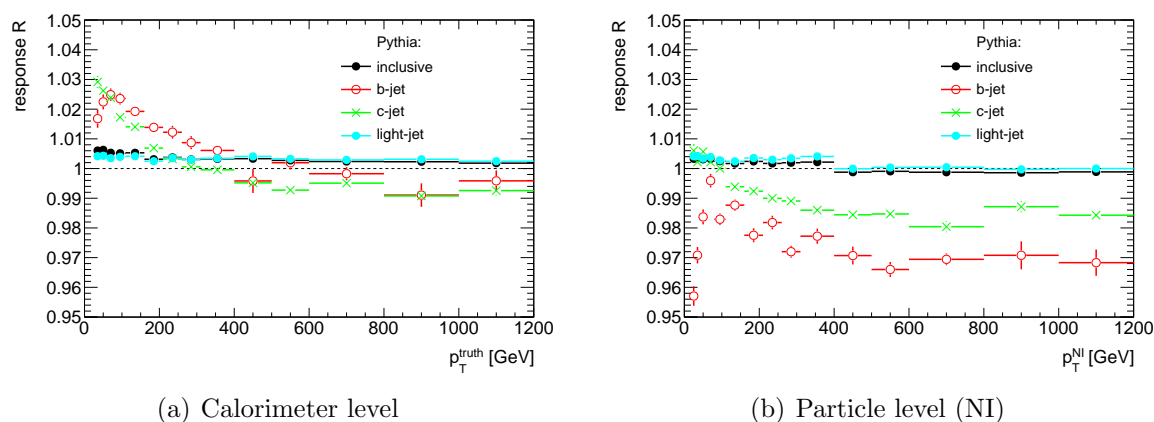 response R
1.05
1.04
1.03
1.02
1.01
1
0.99
0.98
0.97
0.96
0.95
Pythia:
inclusive
b-jet
c-jet
light-jet
0 200 400 600 800 1000 1200
p_T^truth [GeV]
(a) Calorimeter level
response R
1.05
1.04
1.03
1.02
1.01
1
0.99
0.98
0.97
0.96
0.95
Pythia:
inclusive
b-jet
c-jet
light-jet
0 200 400 600 800 1000 1200
p_T^NI [GeV]
(b) Particle level (NI)